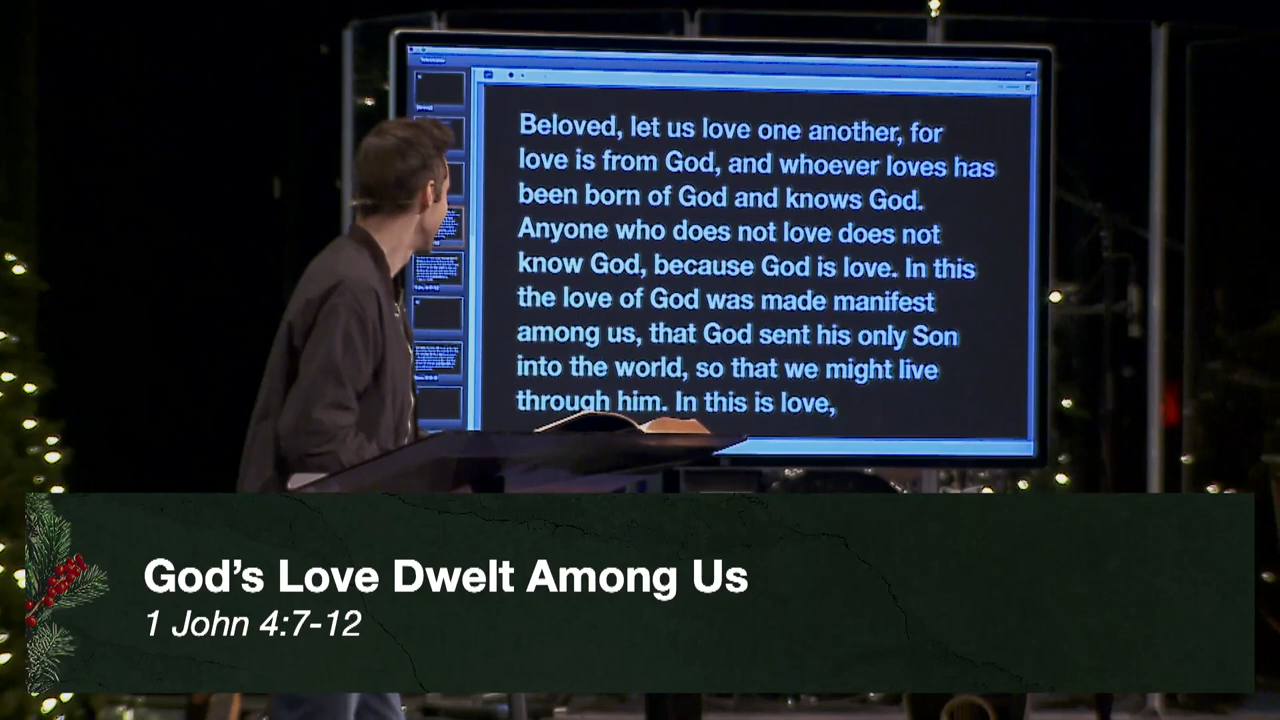 Beloved, let us love one another, for
love is from God, and whoever loves has
been born of God and knows God.
Anyone who does not love does not
know God, because God is love. In this
the love of God was made manifest
among us, that God sent his only Son
into the world, so that we might live
through him. In this is love,
God’s Love Dwelt Among Us
1 John 4:7-12